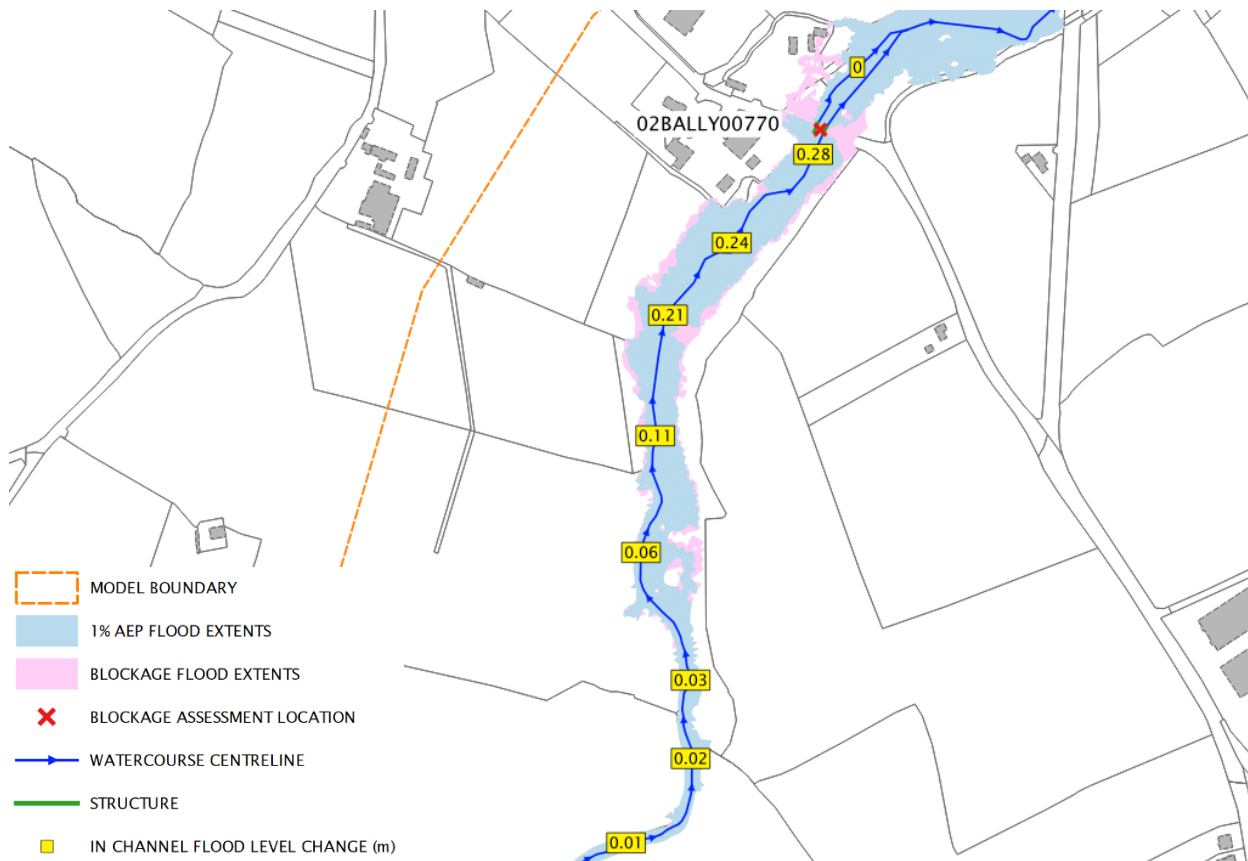 0
02BALLY00770
0.28
0.24
0.21
0.11
0.06
0.03
0.02
0.01
MODEL BOUNDARY
1% AEP FLOOD EXTENTS
BLOCKAGE FLOOD EXTENTS
BLOCKAGE ASSESSMENT LOCATION
WATERCOURSE CENTRELINE
STRUCTURE
IN CHANNEL FLOOD LEVEL CHANGE (m)